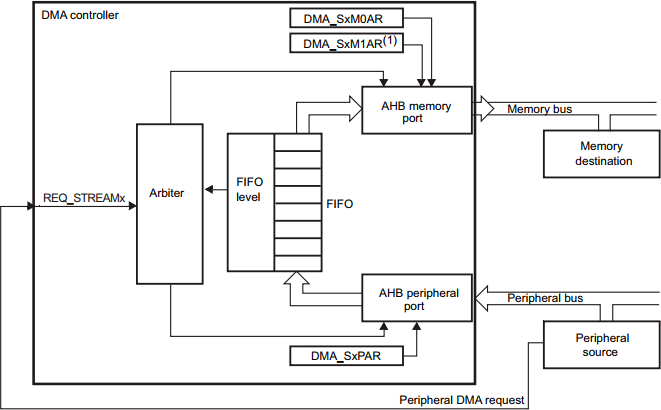 DMA controller
DMA_SxM0AR
DMA_SxM1AR(1)
AHB memory
port
Memory bus
Memory
destination
Arbiter
FIFO
level
FIFO
REQ_STREAMx
AHB peripheral
port
Peripheral bus
Peripheral
source
DMA_SxPAR
Peripheral DMA request